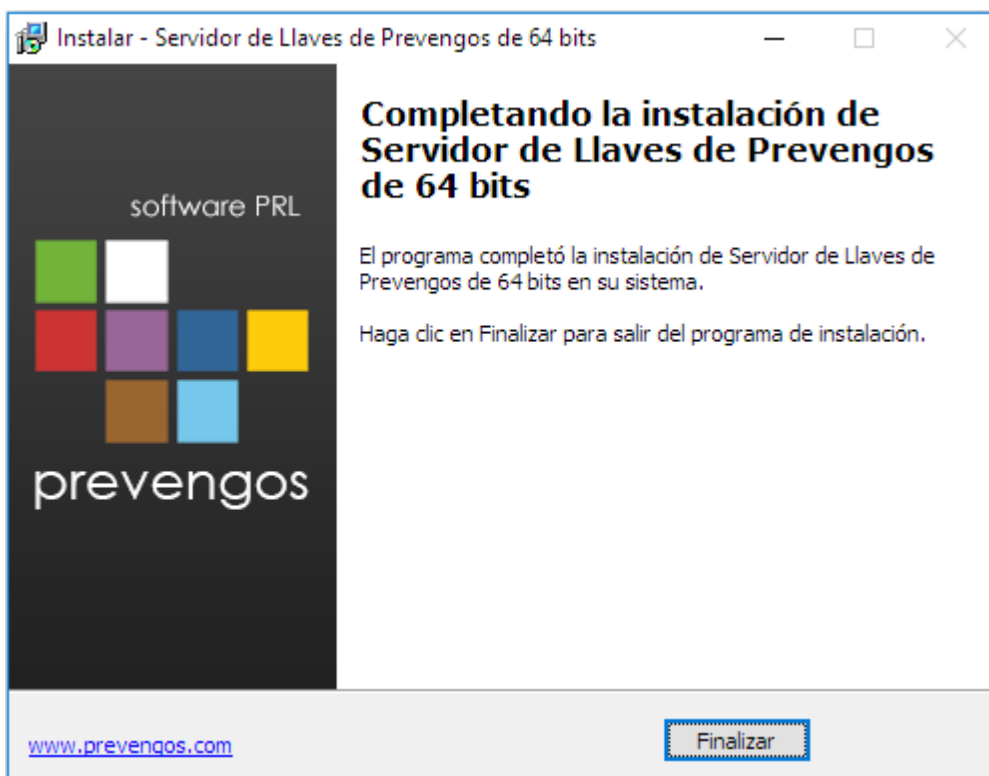 Instalar - Servidor de Llaves de Prevengos de 64 bits
Completando la instalación de
Servidor de Llaves de Prevengos
de 64 bits
software PRL
El programa completó la instalación de Servidor de Llaves de
Prevengos de 64 bits en su sistema.
Haga clic en Finalizar para salir del programa de instalación.
prevengos
www.prevengos.com
Finalizar